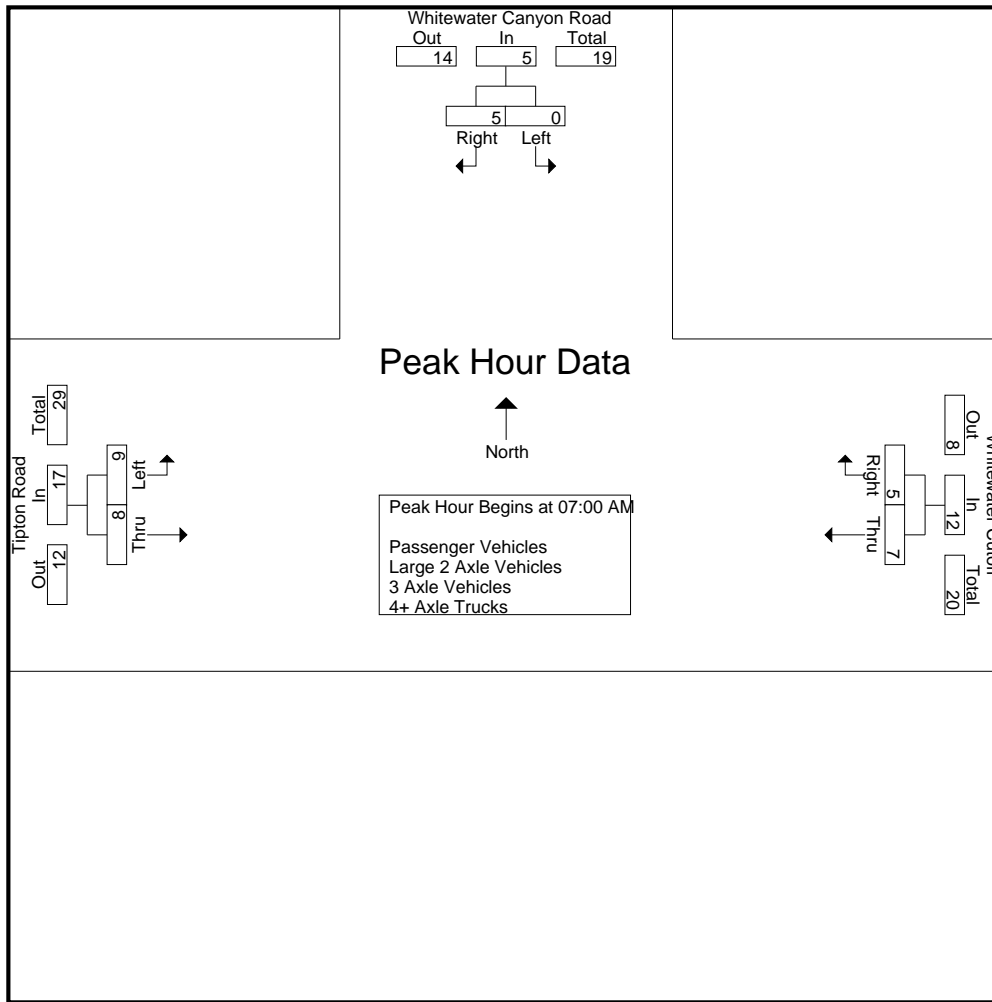 Whitewater Canyon Road
Out In Total
14 5 19
5 0
Right Left
Peak Hour Data
North
Peak Hour Begins at 07:00 AM
Passenger Vehicles
Large 2 Axle Vehicles
3 Axle Vehicles
4+ Axle Trucks
Tipton Road
Out In Total
12 17 29
Left Thru
9 8
Right Thru
5 7
Out In Total
8 12 20
Whitewater